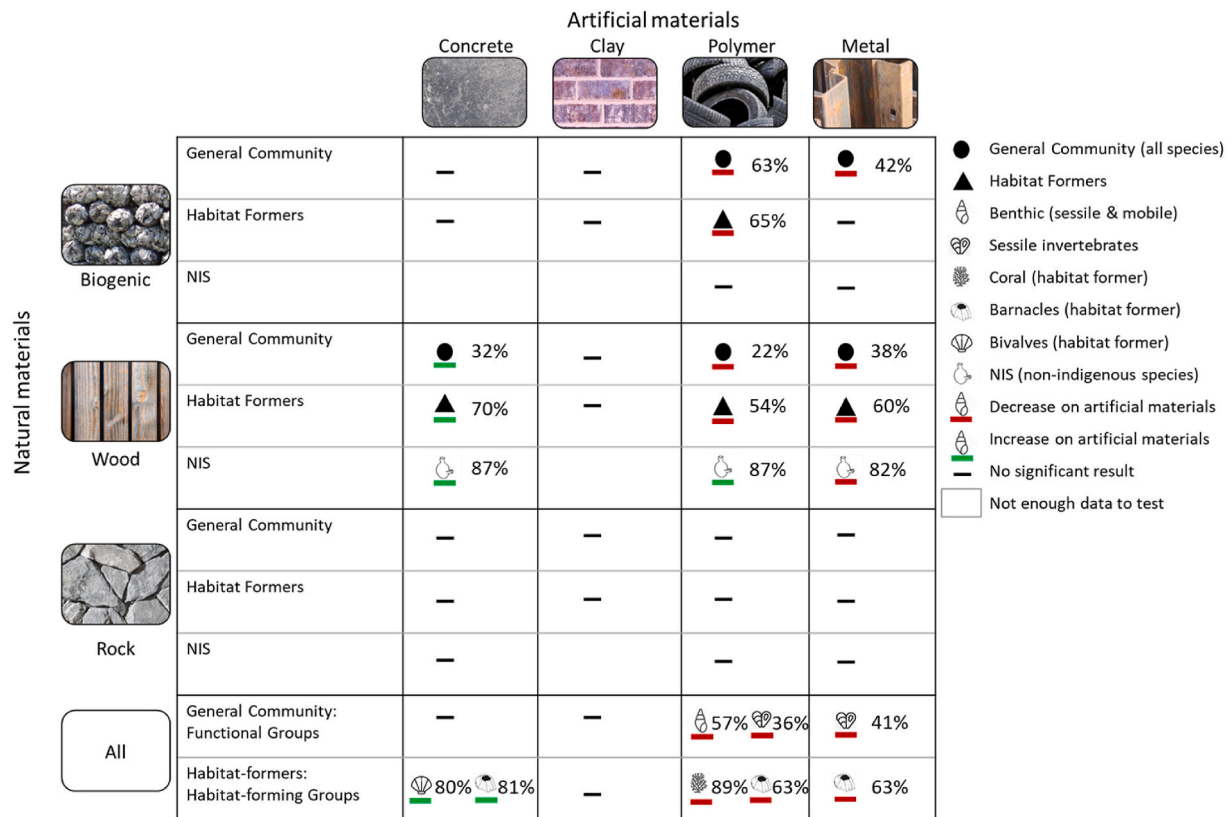 Artificial materials
Concrete Clay Polymer Metal
Natural materials
General Community
— — 63% 42%
Habitat Formers
— — 65% —
Biogenic
NIS
— —
General Community
32% — 22% 38%
Habitat Formers
70% — 54% 60%
Wood
NIS
87% 87% 82%
General Community
— — — —
Habitat Formers
— — — —
Rock
NIS
— — —
All
General Community:
Functional Groups
— — 57% 36% 41%
Habitat-formers:
Habitat-forming Groups
80% 81% — 89% 63% 63%
General Community (all species)
Habitat Formers
Benthic (sessile & mobile)
Sessile invertebrates
Coral (habitat former)
Barnacles (habitat former)
Bivalves (habitat former)
NIS (non-indigenous species)
Decrease on artificial materials
Increase on artificial materials
— No significant result
Not enough data to test